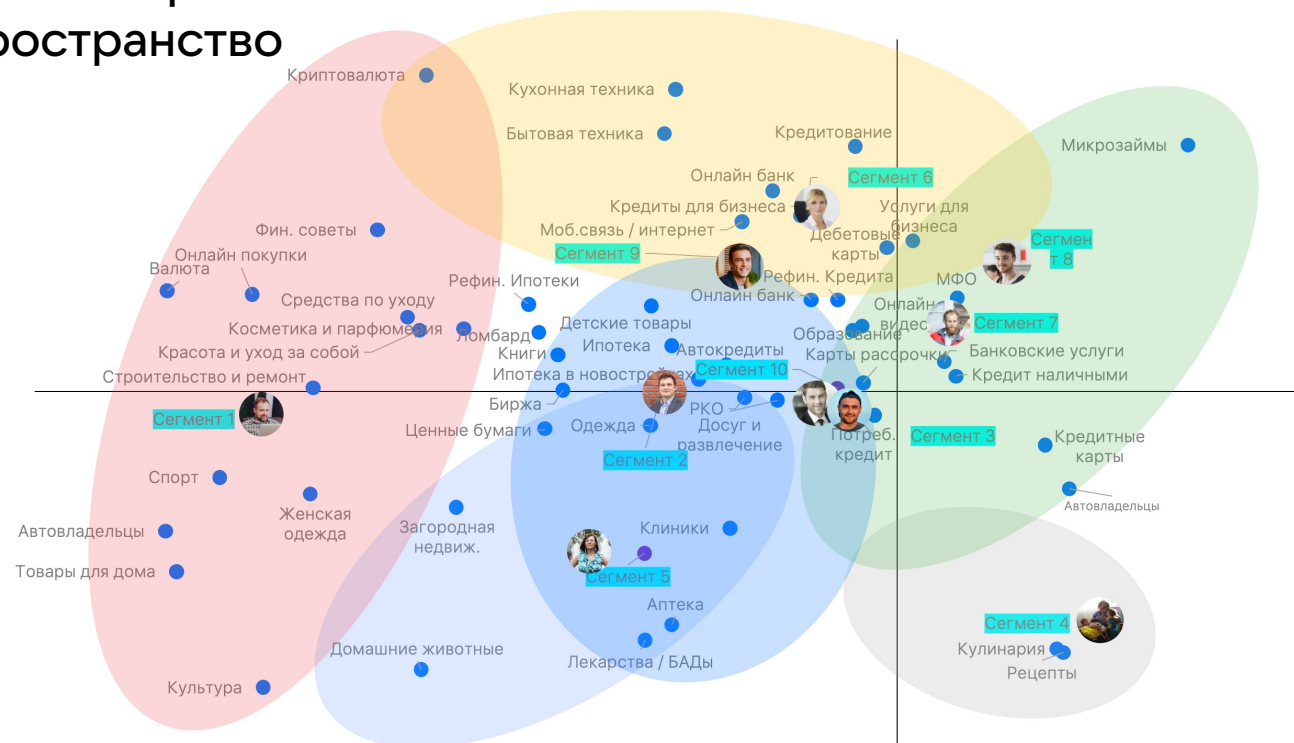 ространство
Криптовалюта
Кухонная техника
Бытовая техника
Кредитование
Микрозаймы
Онлайн банк
Сегмент 6
Кредиты для бизнеса
Услуги для
бизнеса
Моб.связь / интернет
Дебетовые
карты
Фин. советы
Сегмент 9
Сегмен
т 8
Онлайн покупки
Валюта
Рефин. Ипотеки
Рефин. Кредита
МФО
Средства по уходу
Онлайн банк
Онлайн
видео
Косметика и парфюмерия
Ломбард
Детские товары
Образование
Сегмент 7
Красота и уход за собой
Книги
Ипотека
Автокредиты
Карты рассрочки
Банковские услуги
Строительство и ремонт
Ипотека в новостройках
Сегмент 10
Кредит наличными
Сегмент 1
Биржа
РКО
Ценные бумаги
Одежда
Досуг и
развлечение
Потреб.
кредит
Сегмент 3
Кредитные
карты
Сегмент 2
Спорт
Автовладельцы
Женская
одежда
Загородная
недвиж.
Клиники
Автовладельцы
Товары для дома
Сегмент 5
Аптека
Сегмент 4
Домашние животные
Лекарства / БАДы
Кулинария
Рецепты
Культура